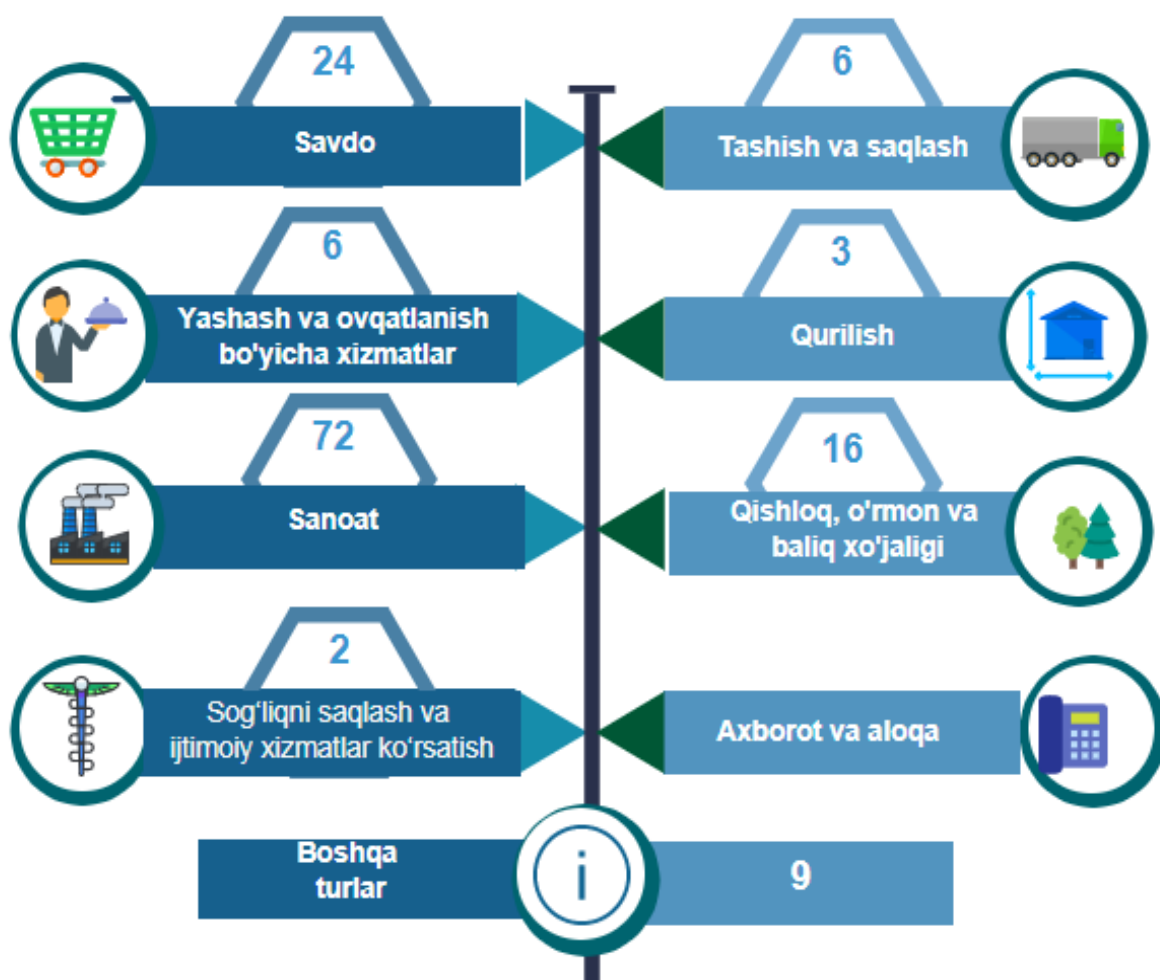 24
Savdo
6
Tashish va saqlash
6
Yashash va ovqatlanish
bo'yicha xizmatlar
3
Qurilish
72
Sanoat
16
Qishloq, o'rmon va
baliq xo'jaligi
2
Sog‘liqni saqlash va
ijtimoiy xizmatlar ko‘rsatish
Axborot va aloqa
Boshqa
turlar
i
9